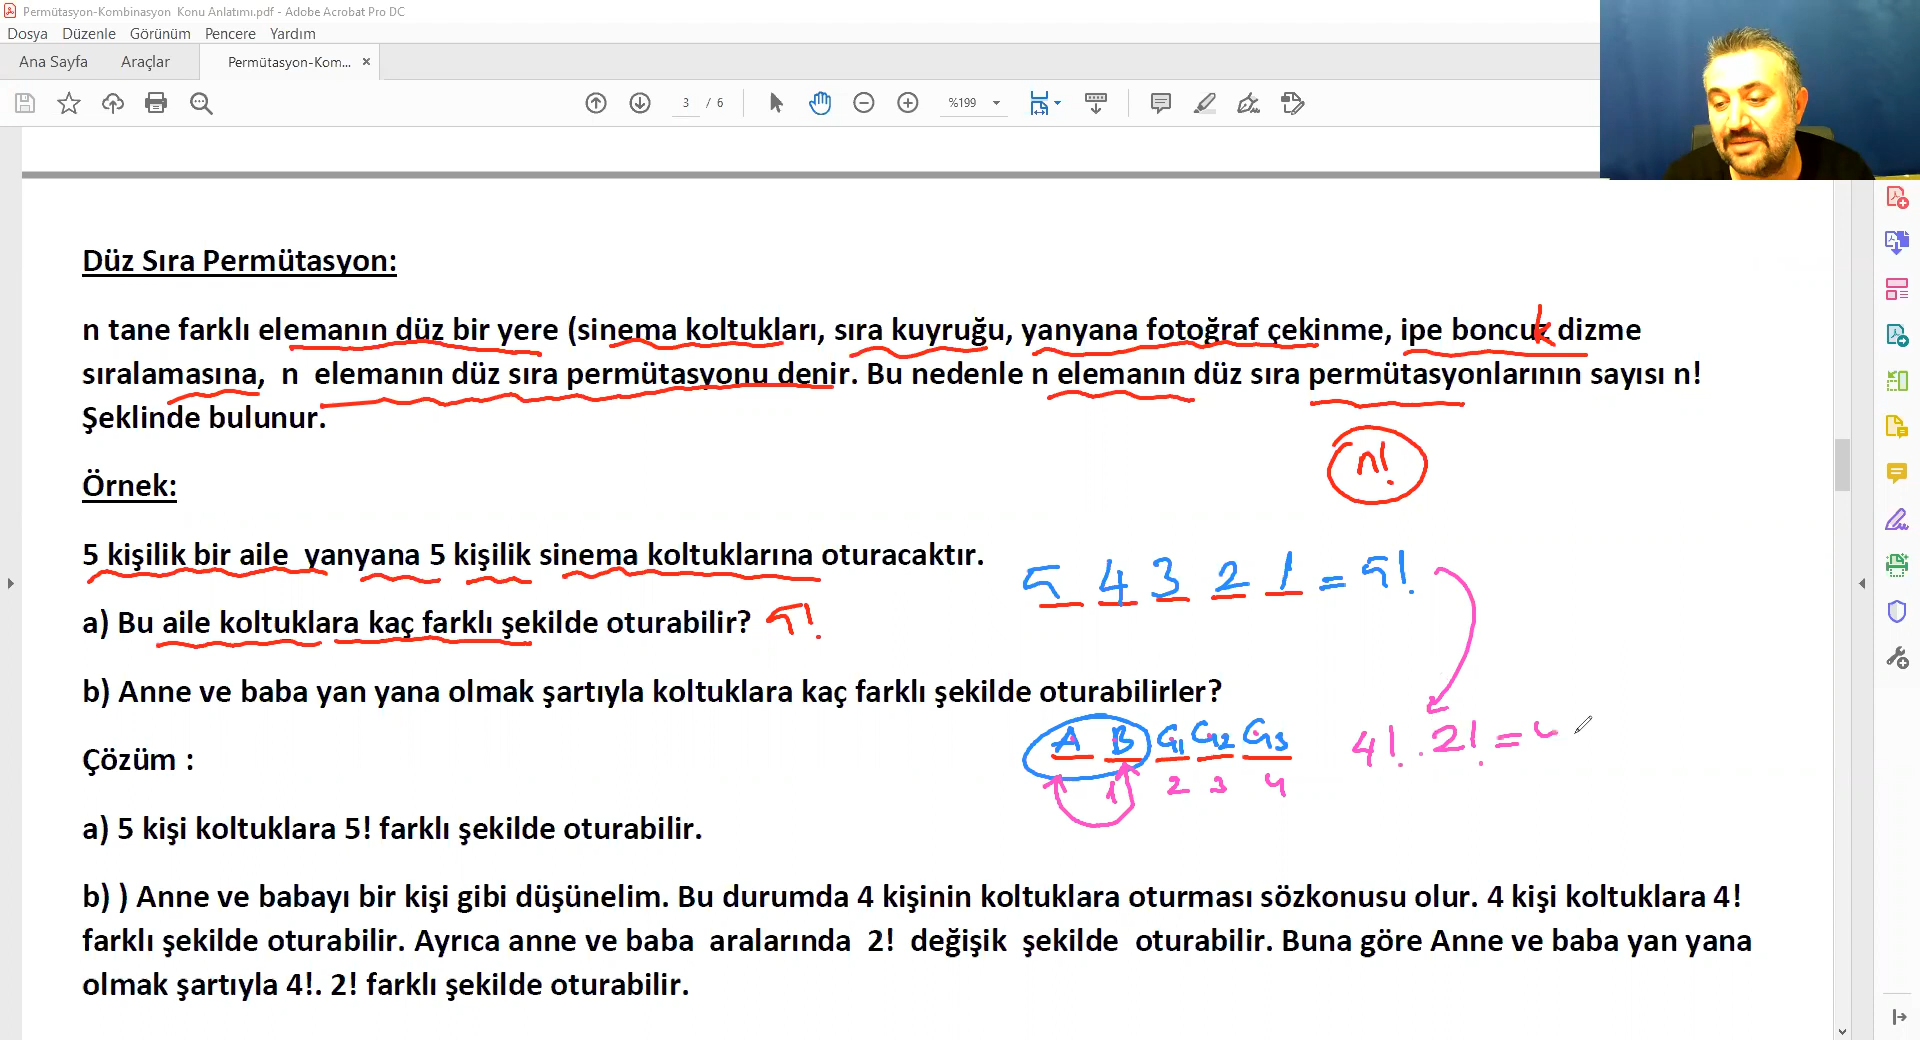 Permütasyon-Kombinasyon Konu Anlatımı.pdf - Adobe Acrobat Pro DC
Dosya Düzenle Görünüm Pencere Yardım
Ana Sayfa Araçlar Permütasyon-Kom... ×
3 / 6 %199
Düz Sıra Permütasyon:
n tane farklı elemanın düz bir yere (sinema koltukları, sıra kuyruğu, yanyana fotoğraf çekinme, ipe boncuk dizme
sıralamasına, n elemanın düz sıra permütasyonu denir. Bu nedenle n elemanın düz sıra permütasyonlarının sayısı n!
Şeklinde bulunur.
n!
Örnek:
5 kişilik bir aile yanyana 5 kişilik sinema koltuklarına oturacaktır.
5 4 3 2 1 = 5!
a) Bu aile koltuklara kaç farklı şekilde oturabilir? 5!
b) Anne ve baba yan yana olmak şartıyla koltuklara kaç farklı şekilde oturabilirler?
A B Ç1 Ç2 Ç3 4! . 2! =
1 2 3 4
Çözüm :
a) 5 kişi koltuklara 5! farklı şekilde oturabilir.
b) ) Anne ve babayı bir kişi gibi düşünelim. Bu durumda 4 kişinin koltuklara oturması sözkonusu olur. 4 kişi koltuklara 4!
farklı şekilde oturabilir. Ayrıca anne ve baba aralarında 2! değişik şekilde oturabilir. Buna göre Anne ve baba yan yana
olmak şartıyla 4!. 2! farklı şekilde oturabilir.